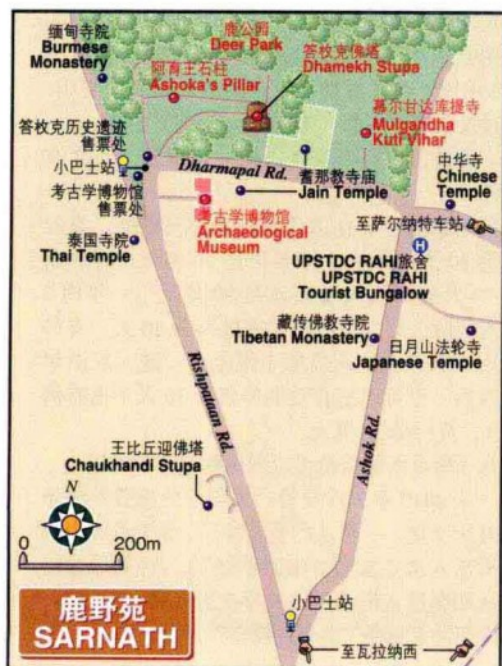 缅甸寺院
Burmese
Monastery
鹿公园
Deer Park
答枚克佛塔
Dhamekh Stupa
阿育王石柱
Ashoka's Pillar
慕尔甘达库提寺
Mulgandha
Kuti Vihar
答枚克历史遗迹
售票处
小巴士站
考古学博物馆
售票处
Dharmapal Rd.
耆那教寺庙
Jain Temple
中华寺
Chinese
Temple
至萨尔纳特车站
泰国寺院
Thai Temple
考古学博物馆
Archaeological
Museum
H
UPSTDC RAHI旅舍
UPSTDC RAHI
Tourist Bungalow
藏传佛教寺院
Tibetan Monastery
日月山法轮寺
Japanese Temple
Rishpataan Rd.
Ashok Rd.
王比丘迎佛塔
Chaukhandi Stupa
N
0 200m
鹿野苑
SARNATH
小巴士站
至瓦拉纳西